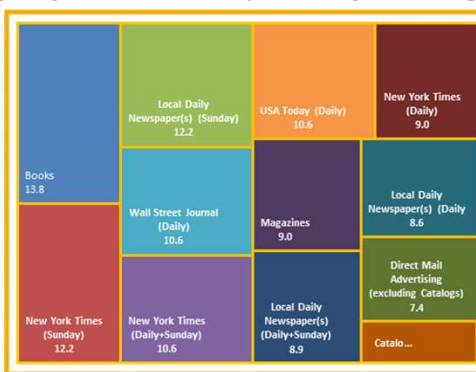 Books
13.8
New York Times
(Sunday)
12.2
Local Daily
Newspaper(s) (Sunday)
12.2
Wall Street Journal
(Daily)
10.6
New York Times
(Daily+Sunday)
10.6
USA Today (Daily)
10.6
New York Times
(Daily)
9.0
Magazines
9.0
Local Daily
Newspaper(s)
(Daily+Sunday)
8.9
Local Daily
Newspaper(s) (Daily
8.6
Direct Mail
Advertising
(excluding Catalogs)
7.4
Catalo...